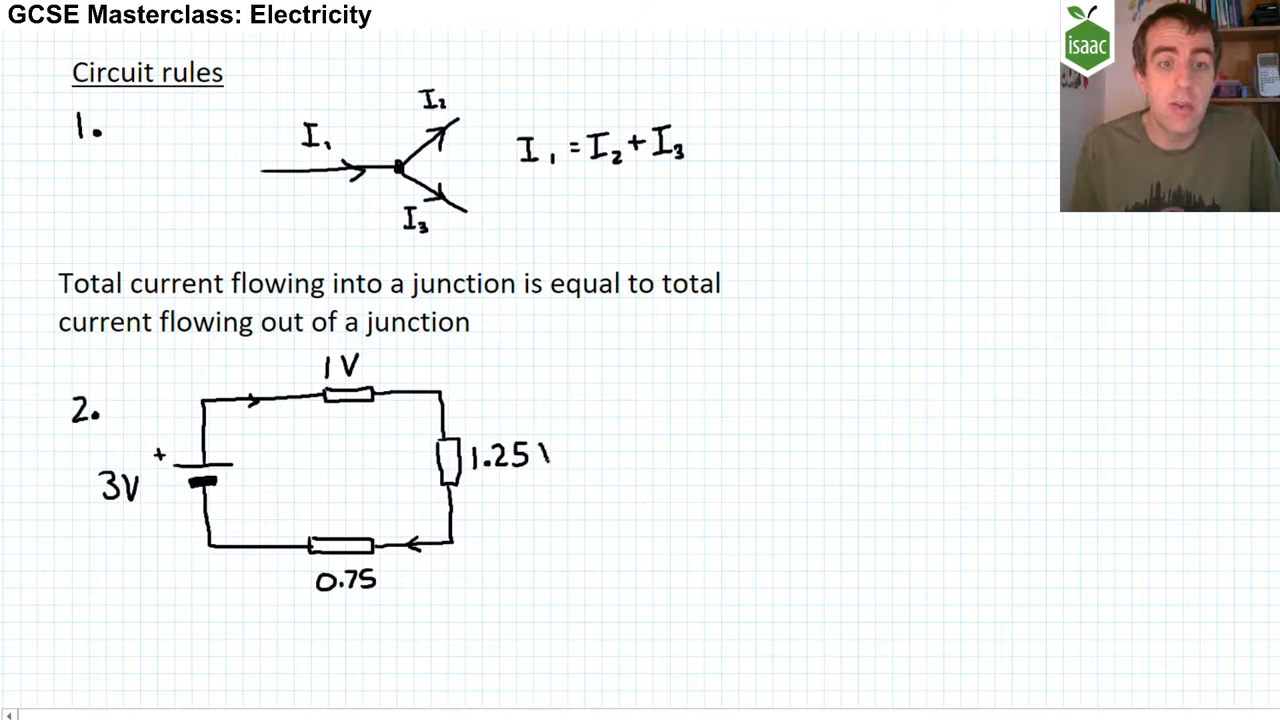 GCSE Masterclass: Electricity
isaac
Circuit rules
1.
I₂
I₁
I₁ = I₂ + I₃
I₃
Total current flowing into a junction is equal to total
current flowing out of a junction
1V
2.
+
1.25 \
3V
0.75